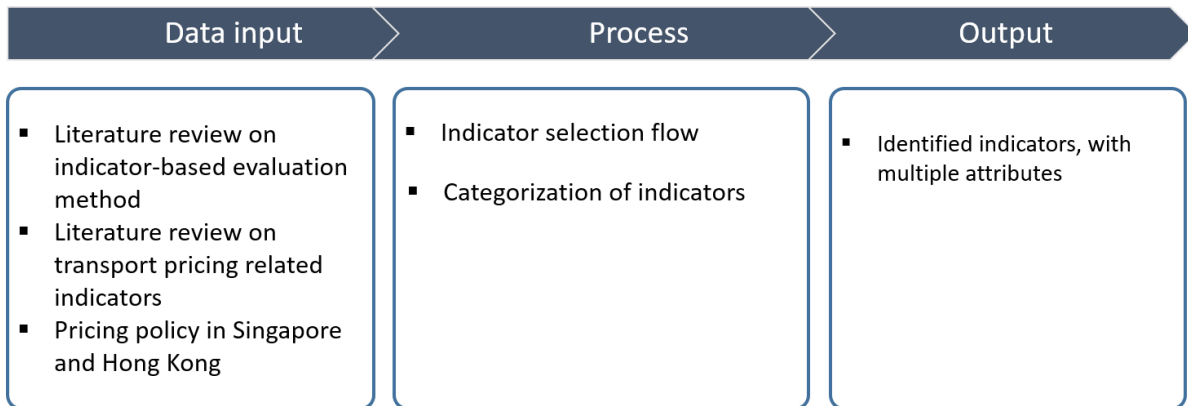 Data input
Process
Output
▪ Literature review on
indicator-based evaluation
method
▪ Literature review on
transport pricing related
indicators
▪ Pricing policy in Singapore
and Hong Kong
▪ Indicator selection flow
▪ Categorization of indicators
▪ Identified indicators, with
multiple attributes